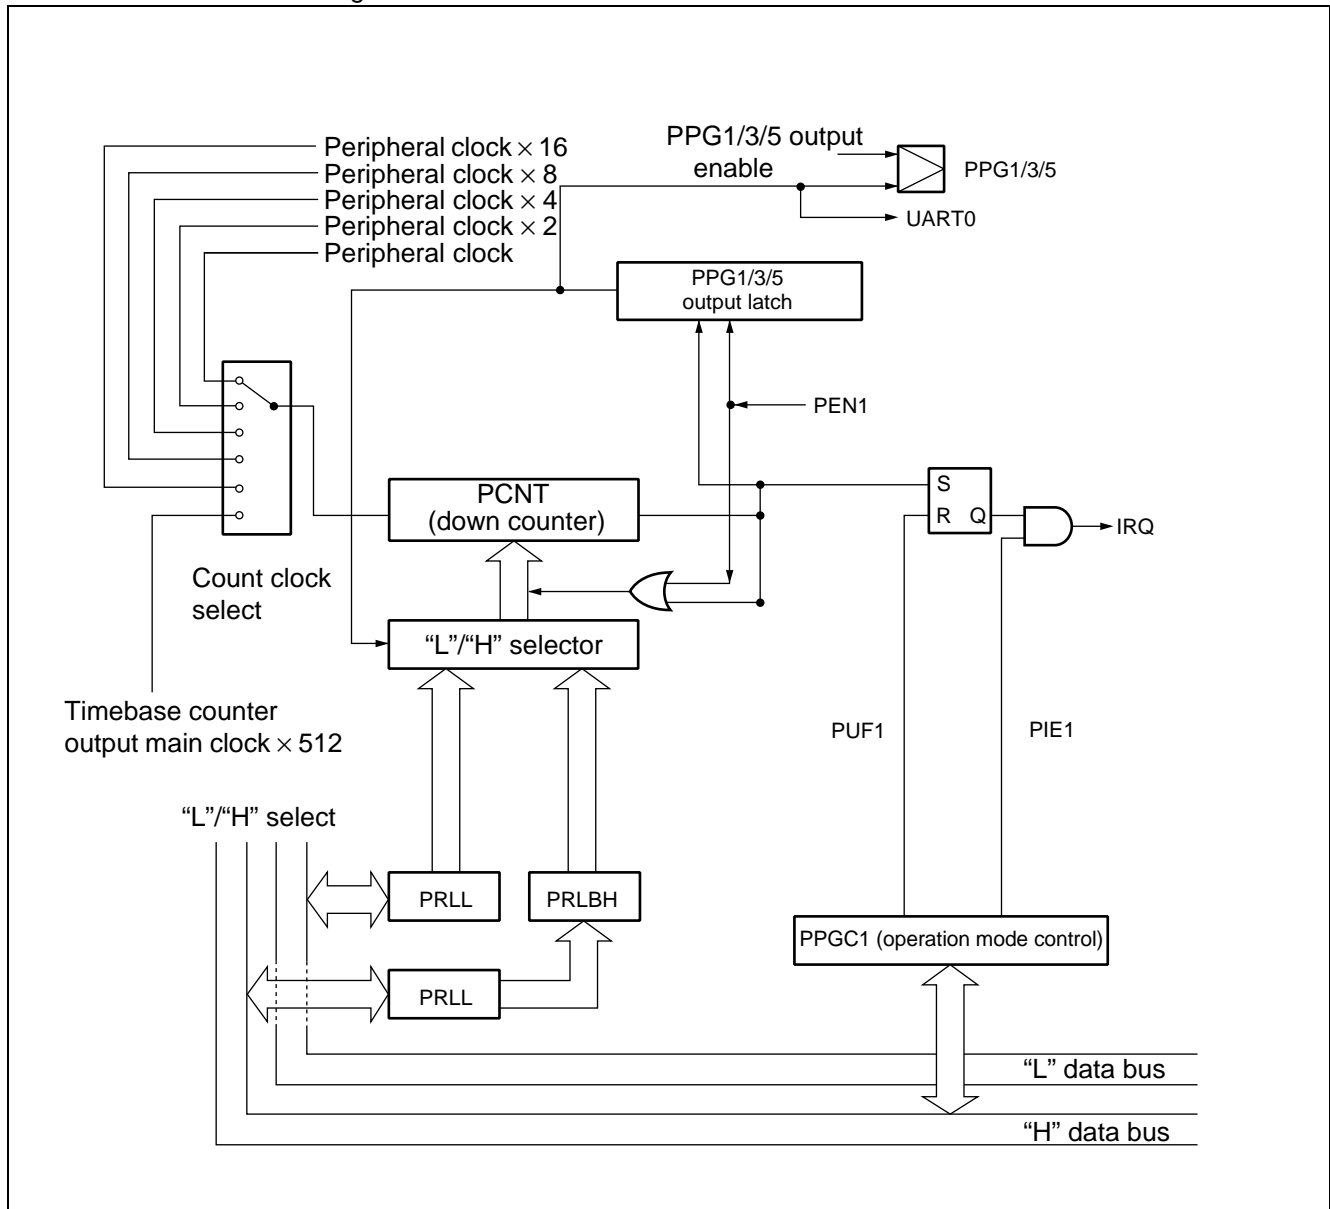 Peripheral clock × 16
Peripheral clock × 8
Peripheral clock × 4
Peripheral clock × 2
Peripheral clock
PPG1/3/5 output
enable
PPG1/3/5
UART0
PPG1/3/5
output latch
PEN1
PCNT
(down counter)
S
R Q
IRQ
Count clock
select
“L”/“H” selector
Timebase counter
output main clock × 512
PUF1
PIE1
“L”/“H” select
PRLL
PRLBH
PPGC1 (operation mode control)
PRLL
“L” data bus
“H” data bus